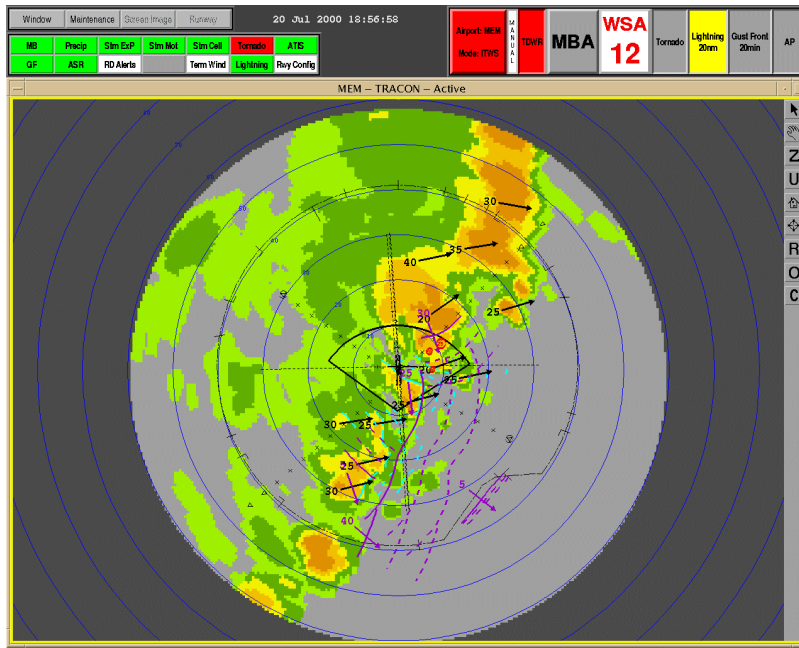 Window Maintenance Screen Image Runway 20 Jul 2000 18:56:58
MB Precip Stm ExP Stm Mot Stm Cell Tornado ATIS
GF ASR RD Alerts Term Wind Lightning Rwy Config
Airport: MEM
Mode: ITWS
MANUAL
TDWR
MBA
WSA
12
Tornado
Lightning
20nm
Gust Front
20min
AP
MEM – TRACON – Active
Z
U
R
O
C
30
35
40
25
30
20
25
25
30
25
25
30
40
5